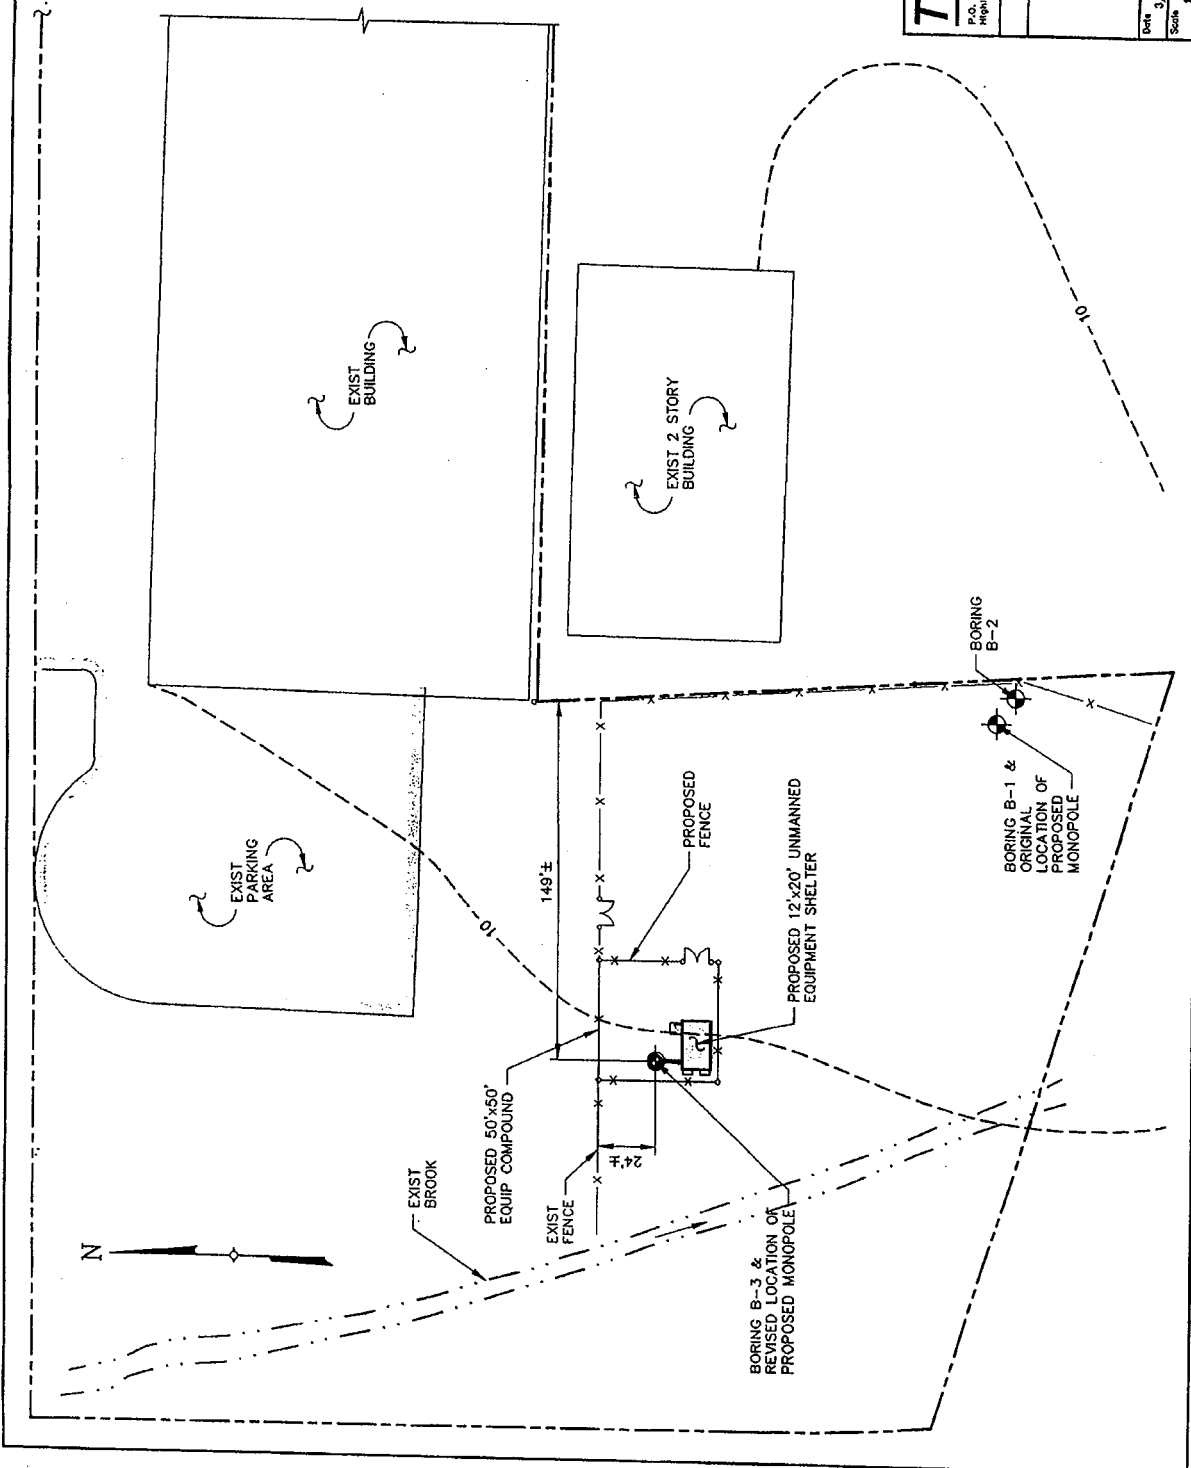 N
EXIST
BROOK
PROPOSED 50'x50'
EQUIP COMPOUND
EXIST
FENCE
24'±
BORING B-3 &
REVISED LOCATION OF
PROPOSED MONOPOLE
EXIST
PARKING
AREA
10
149'±
PROPOSED
FENCE
PROPOSED 12'x20' UNMANNED
EQUIPMENT SHELTER
BORING B-1 &
ORIGINAL
LOCATION OF
PROPOSED
MONOPOLE
BORING
B-2
EXIST
BUILDING
EXIST 2 STORY
BUILDING
10
T
P.O.
Date 3
Scale